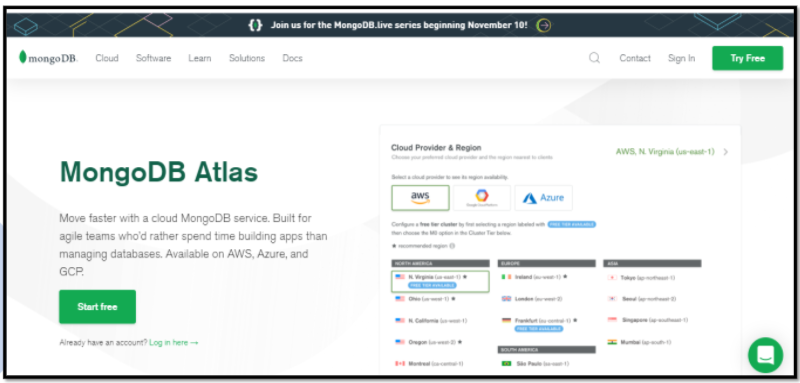 Join us for the MongoDB.live series beginning November 10!
mongoDB. Cloud Software Learn Solutions Docs Contact Sign In Try Free
MongoDB Atlas
Move faster with a cloud MongoDB service. Built for
agile teams who'd rather spend time building apps than
managing databases. Available on AWS, Azure, and
GCP.
Start free
Already have an account? Log in here →
Cloud Provider & Region
AWS, N. Virginia (us-east-1) >
Choose your preferred cloud provider and the region nearest to clients
Select a cloud provider to see its region availability.
aws
Azure
Configure a free tier cluster by first selecting a region labeled with FREE TIER AVAILABLE
then choose the M0 option in the Cluster Tier below.
★ recommended region
NORTH AMERICA
N. Virginia (us-east-1) ★
FREE TIER AVAILABLE
Ohio (us-east-1) ★
N. California (us-west-1)
Oregon (us-west-2) ★
Montreal (ca-central-1)
EUROPE
Ireland (eu-west-1) ★
London (eu-west-2)
Frankfurt (eu-central-1) ★
FREE TIER AVAILABLE
SOUTH AMERICA
São Paulo (sa-east-1)
ASIA
Tokyo (ap-northeast-1)
Seoul (ap-northeast-2)
Singapore (ap-southeast-1)
Mumbai (ap-south-1)